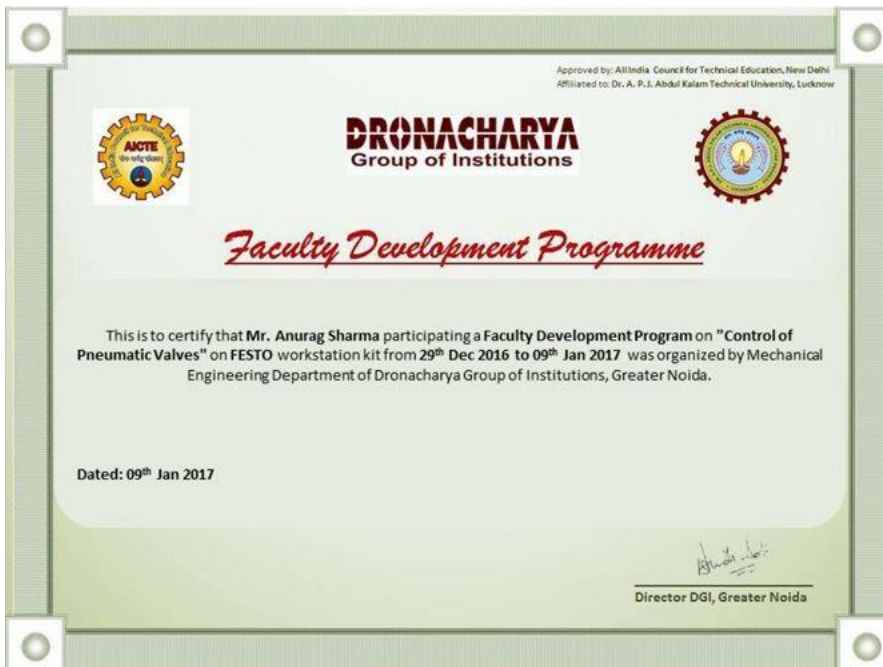 Approved by: All India Council for Technical Education, New Delhi
Affiliated to: Dr. A. P. J. Abdul Kalam Technical University, Lucknow
AICTE
DRONACHARYA
Group of Institutions
Faculty Development Programme
This is to certify that Mr. Anurag Sharma participating a Faculty Development Program on "Control of
Pneumatic Valves" on FESTO workstation kit from 29th Dec 2016 to 09th Jan 2017 was organized by Mechanical
Engineering Department of Dronacharya Group of Institutions, Greater Noida.
Dated: 09th Jan 2017
Director DGI, Greater Noida